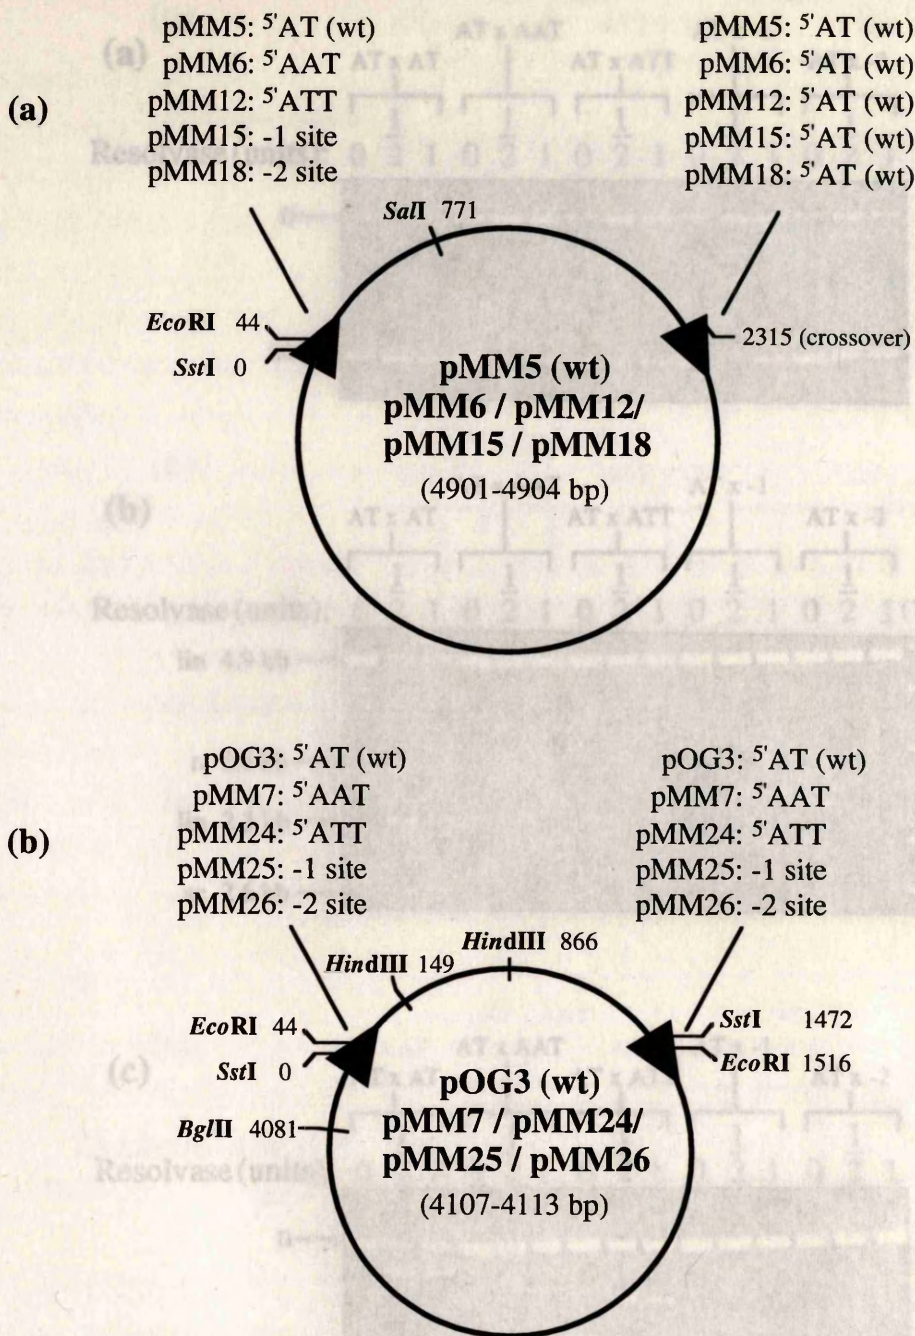 (a)
pMM5: 5'AT (wt)
pMM6: 5'AAT
pMM12: 5'ATT
pMM15: -1 site
pMM18: -2 site
pMM5: 5'AT (wt)
pMM6: 5'AT (wt)
pMM12: 5'AT (wt)
pMM15: 5'AT (wt)
pMM18: 5'AT (wt)
SalI 771
EcoRI 44
SstI 0
2315 (crossover)
pMM5 (wt)
pMM6 / pMM12/
pMM15 / pMM18
(4901-4904 bp)
(b)
pOG3: 5'AT (wt)
pMM7: 5'AAT
pMM24: 5'ATT
pMM25: -1 site
pMM26: -2 site
pOG3: 5'AT (wt)
pMM7: 5'AAT
pMM24: 5'ATT
pMM25: -1 site
pMM26: -2 site
HindIII 866
HindIII 149
EcoRI 44
SstI 0
BglII 4081
SstI 1472
EcoRI 1516
pOG3 (wt)
pMM7 / pMM24/
pMM25 / pMM26
(4107-4113 bp)